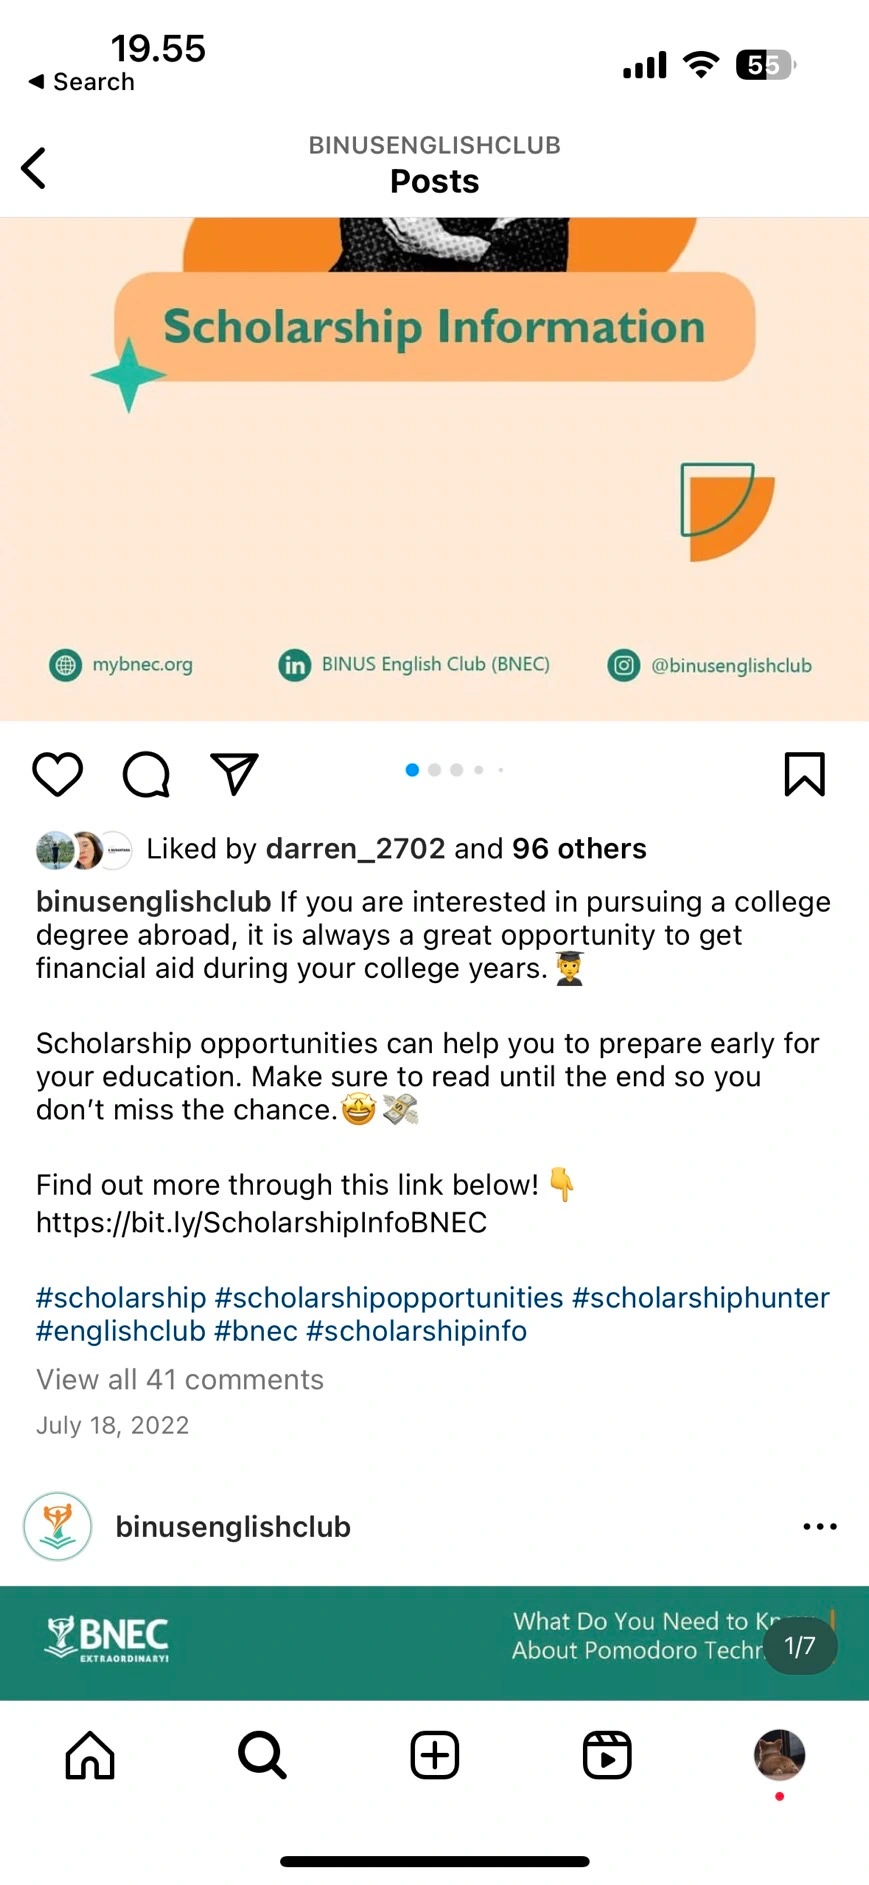 19.55
Search
55
BINUSENGLISHCLUB
Posts
Scholarship Information
mybnec.org
in
BINUS English Club (BNEC)
@binusenglishclub
Liked by darren_2702 and 96 others
binusenglishclub If you are interested in pursuing a college
degree abroad, it is always a great opportunity to get
financial aid during your college years.
Scholarship opportunities can help you to prepare early for
your education. Make sure to read until the end so you
don’t miss the chance.
Find out more through this link below!
https://bit.ly/ScholarshipInfoBNEC
#scholarship #scholarshipopportunities #scholarshiphunter
#englishclub #bnec #scholarshipinfo
View all 41 comments
July 18, 2022
binusenglishclub
BNEC
EXTRAORDINARY!
What Do You Need to
About Pomodoro
1/7